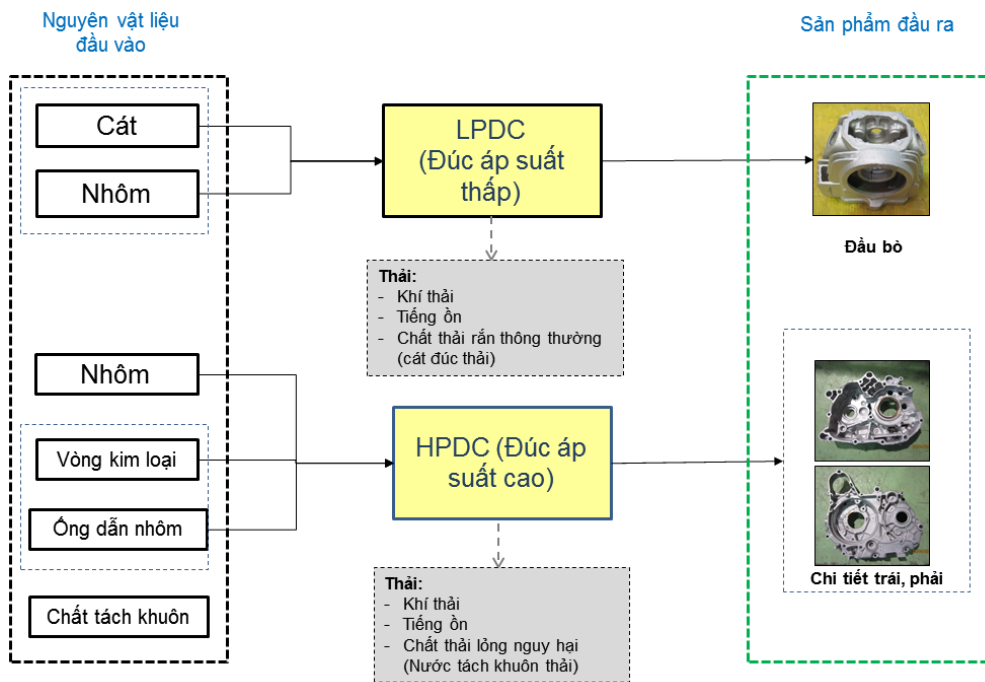 Nguyên vật liệu
đầu vào
Sản phẩm đầu ra
Cát
Nhôm
LPDC
(Đúc áp suất
thấp)
Đầu bò
Thải:
- Khí thải
- Tiếng ồn
- Chất thải rắn thông thường
(cát đúc thải)
Nhôm
Vòng kim loại
Ống dẫn nhôm
Chất tách khuôn
HPDC (Đúc áp
suất cao)
Chi tiết trái, phải
Thải:
- Khí thải
- Tiếng ồn
- Chất thải lỏng nguy hại
(Nước tách khuôn thải)